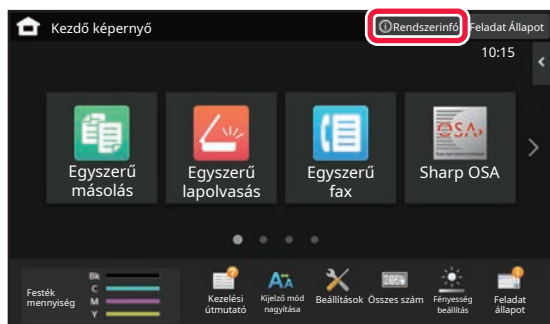 Kezdő képernyő
Rendszerinfó
Feladat Állapot
10:15
Egyszerű
másolás
Egyszerű
lapolvasás
Egyszerű
fax
Sharp OSA
Festék
mennyiség
Bk
C
M
Y
Kezelési
útmutató
Kijelző mód
nagyítása
Beállítások
Összes szám
Fényesség
beállítás
Feladat
állapot